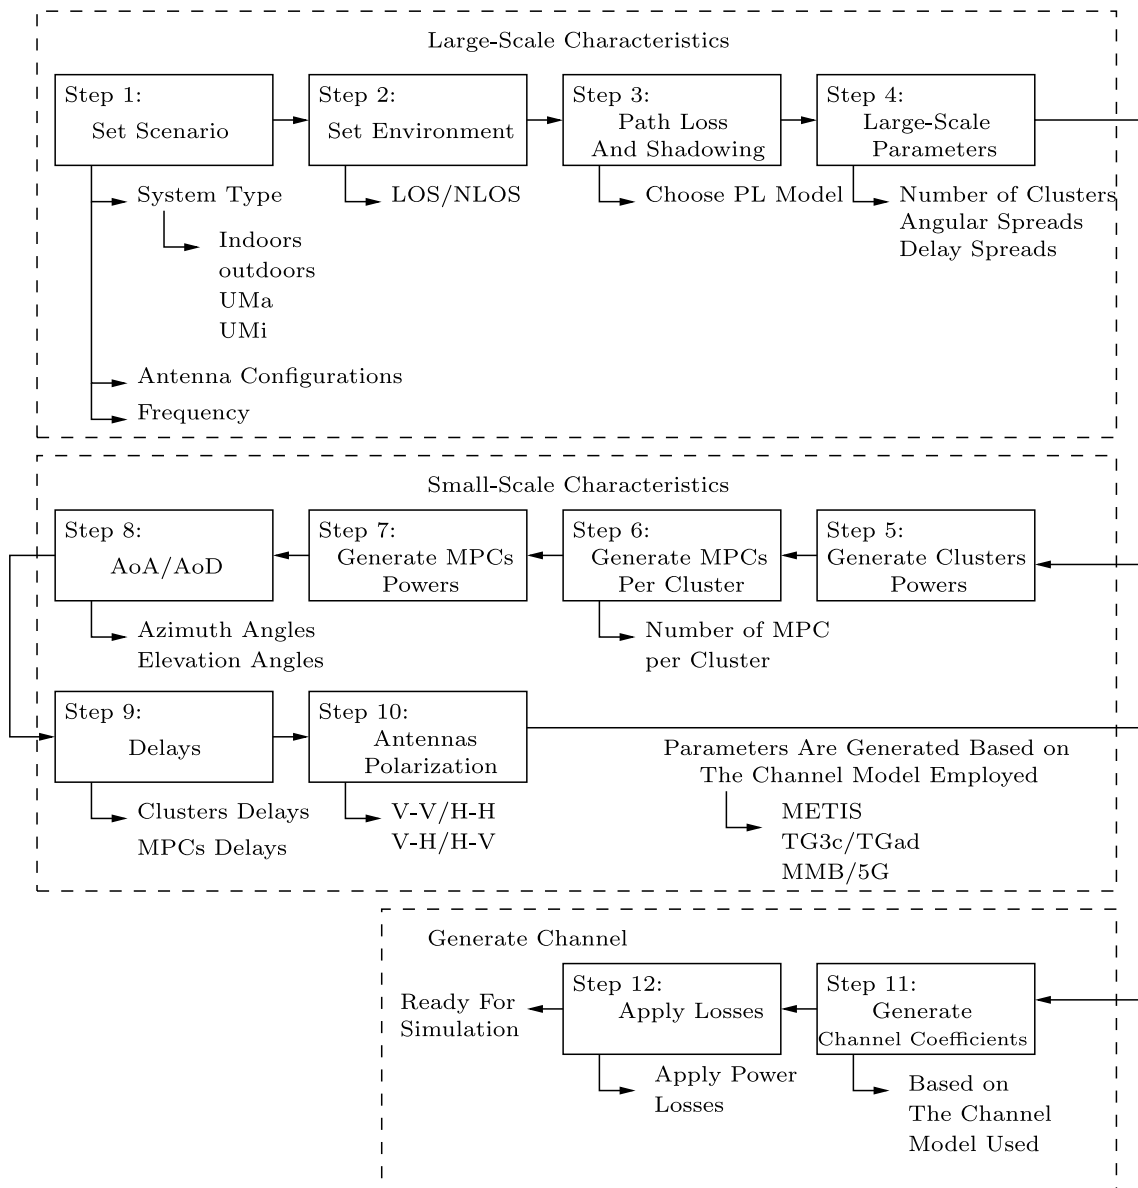 Large-Scale Characteristics
Step 1:
Set Scenario
Step 2:
Set Environment
Step 3:
Path Loss
And Shadowing
Step 4:
Large-Scale
Parameters
System Type
Indoors
outdoors
UMa
UMi
Antenna Configurations
Frequency
LOS/NLOS
Choose PL Model
Number of Clusters
Angular Spreads
Delay Spreads
Small-Scale Characteristics
Step 8:
AoA/AoD
Step 7:
Generate MPCs
Powers
Step 6:
Generate MPCs
Per Cluster
Step 5:
Generate Clusters
Powers
Azimuth Angles
Elevation Angles
Number of MPC
per Cluster
Step 9:
Delays
Step 10:
Antennas
Polarization
Clusters Delays
MPCs Delays
V-V/H-H
V-H/H-V
Parameters Are Generated Based on
The Channel Model Employed
METIS
TG3c/TGad
MMB/5G
Generate Channel
Ready For
Simulation
Step 12:
Apply Losses
Step 11:
Generate
Channel Coefficients
Apply Power
Losses
Based on
The Channel
Model Used